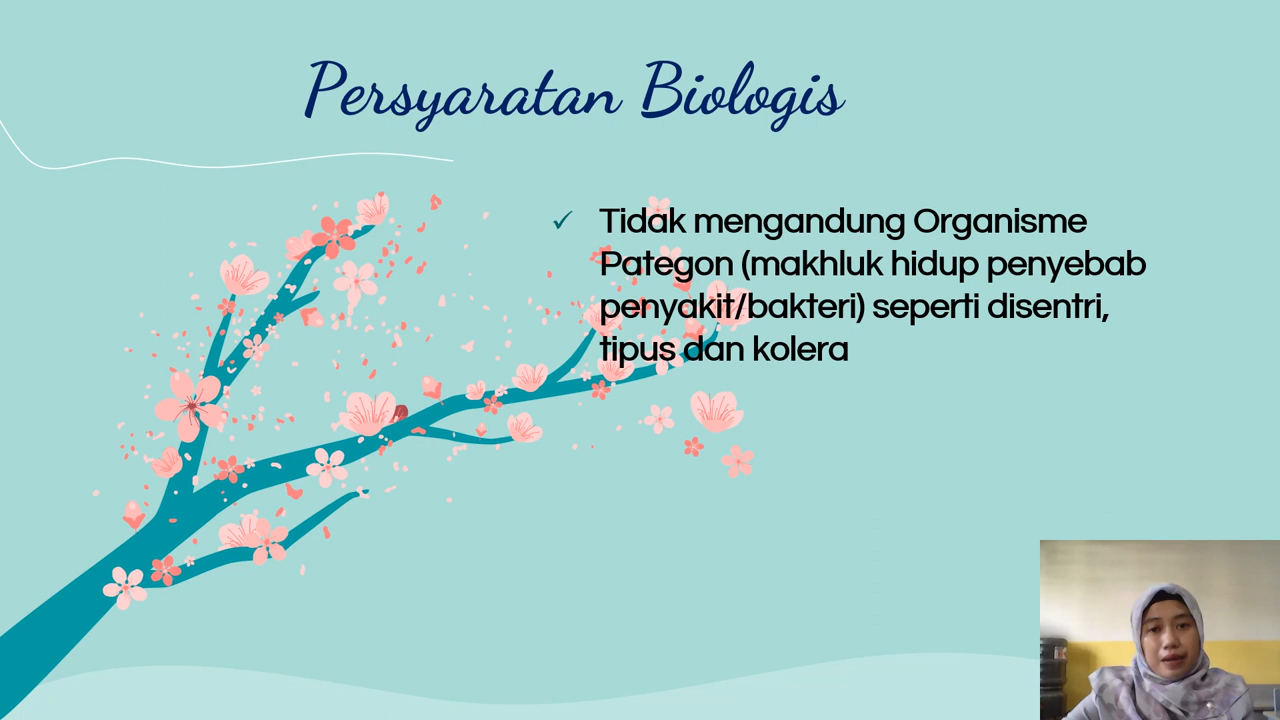 Persyaratan Biologis
✓ Tidak mengandung Organisme
Pategon (makhluk hidup penyebab
penyakit/bakteri) seperti disentri,
tipus dan kolera